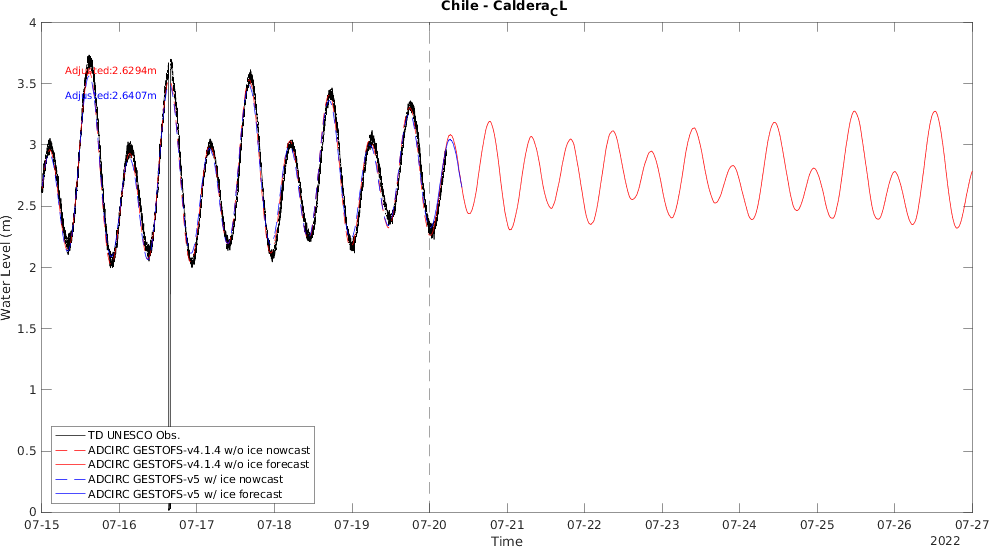 Chile - Caldera_CL
Water Level (m)
4
3.5
3
2.5
2
1.5
1
0.5
0
Adjusted:2.6294m
Adjusted:2.6407m
TD UNESCO Obs.
ADCIRC GESTOFS-v4.1.4 w/o ice nowcast
ADCIRC GESTOFS-v4.1.4 w/o ice forecast
ADCIRC GESTOFS-v5 w/ ice nowcast
ADCIRC GESTOFS-v5 w/ ice forecast
07-15 07-16 07-17 07-18 07-19 07-20 07-21 07-22 07-23 07-24 07-25 07-26 07-27
Time
2022